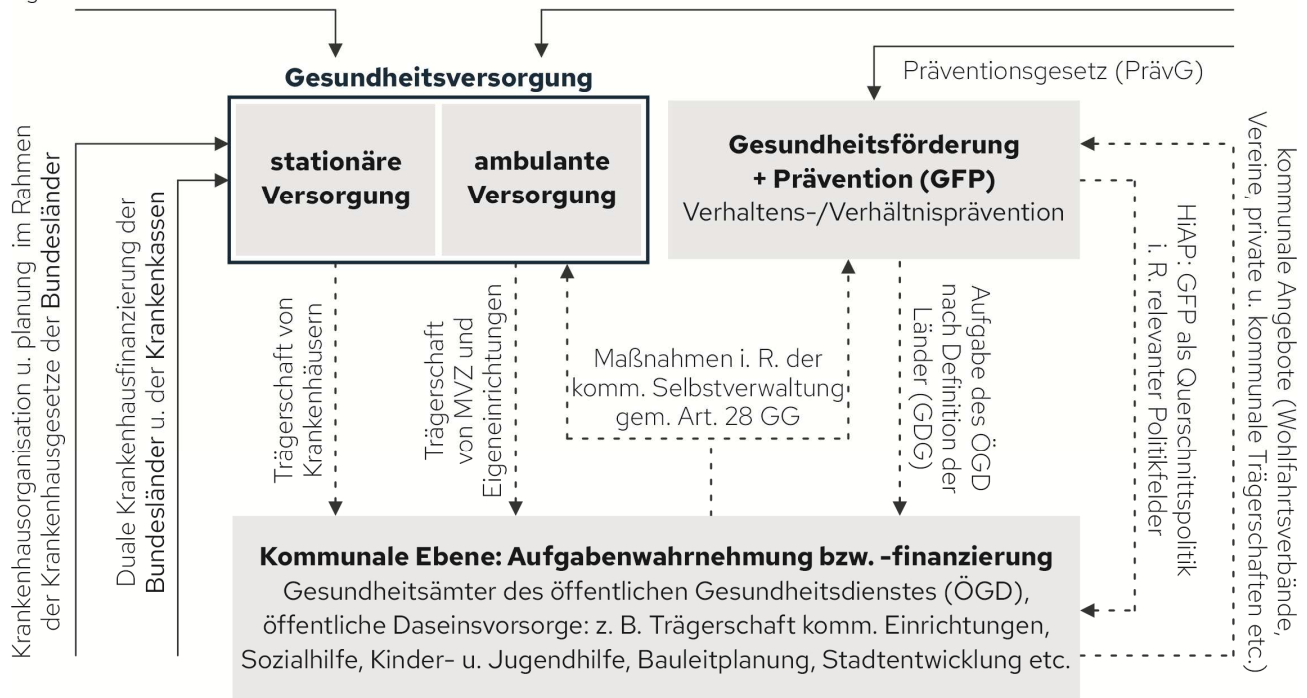 Präventionsgesetz (PrävG)
Gesundheitsversorgung
stationäre
Versorgung
ambulante
Versorgung
Gesundheitsförderung
+ Prävention (GFP)
Verhaltens-/Verhältnisprävention
Krankenhausorganisation u. planung im Rahmen
der Krankenhausgesetze der Bundesländer
Duale Krankenhausfinanzierung der
Bundesländer u. der Krankenkassen
Trägerschaft von
Krankenhäusern
Trägerschaft
von MVZ und
Eigeneinrichtungen
Maßnahmen i. R. der
komm. Selbstverwaltung
gem. Art. 28 GG
Aufgabe des ÖGD
nach Definition der
Länder (GDG)
HiAP: GFP als Querschnittspolitik
i. R. relevanter Politikfelder
kommunale Angebote (Wohlfahrtsverbände,
Vereine, private u. kommunale Trägerschaften etc.)
Kommunale Ebene: Aufgabenwahrnehmung bzw. -finanzierung
Gesundheitsämter des öffentlichen Gesundheitsdienstes (ÖGD),
öffentliche Daseinsvorsorge: z. B. Trägerschaft komm. Einrichtungen,
Sozialhilfe, Kinder- u. Jugendhilfe, Bauleitplanung, Stadtentwicklung etc.